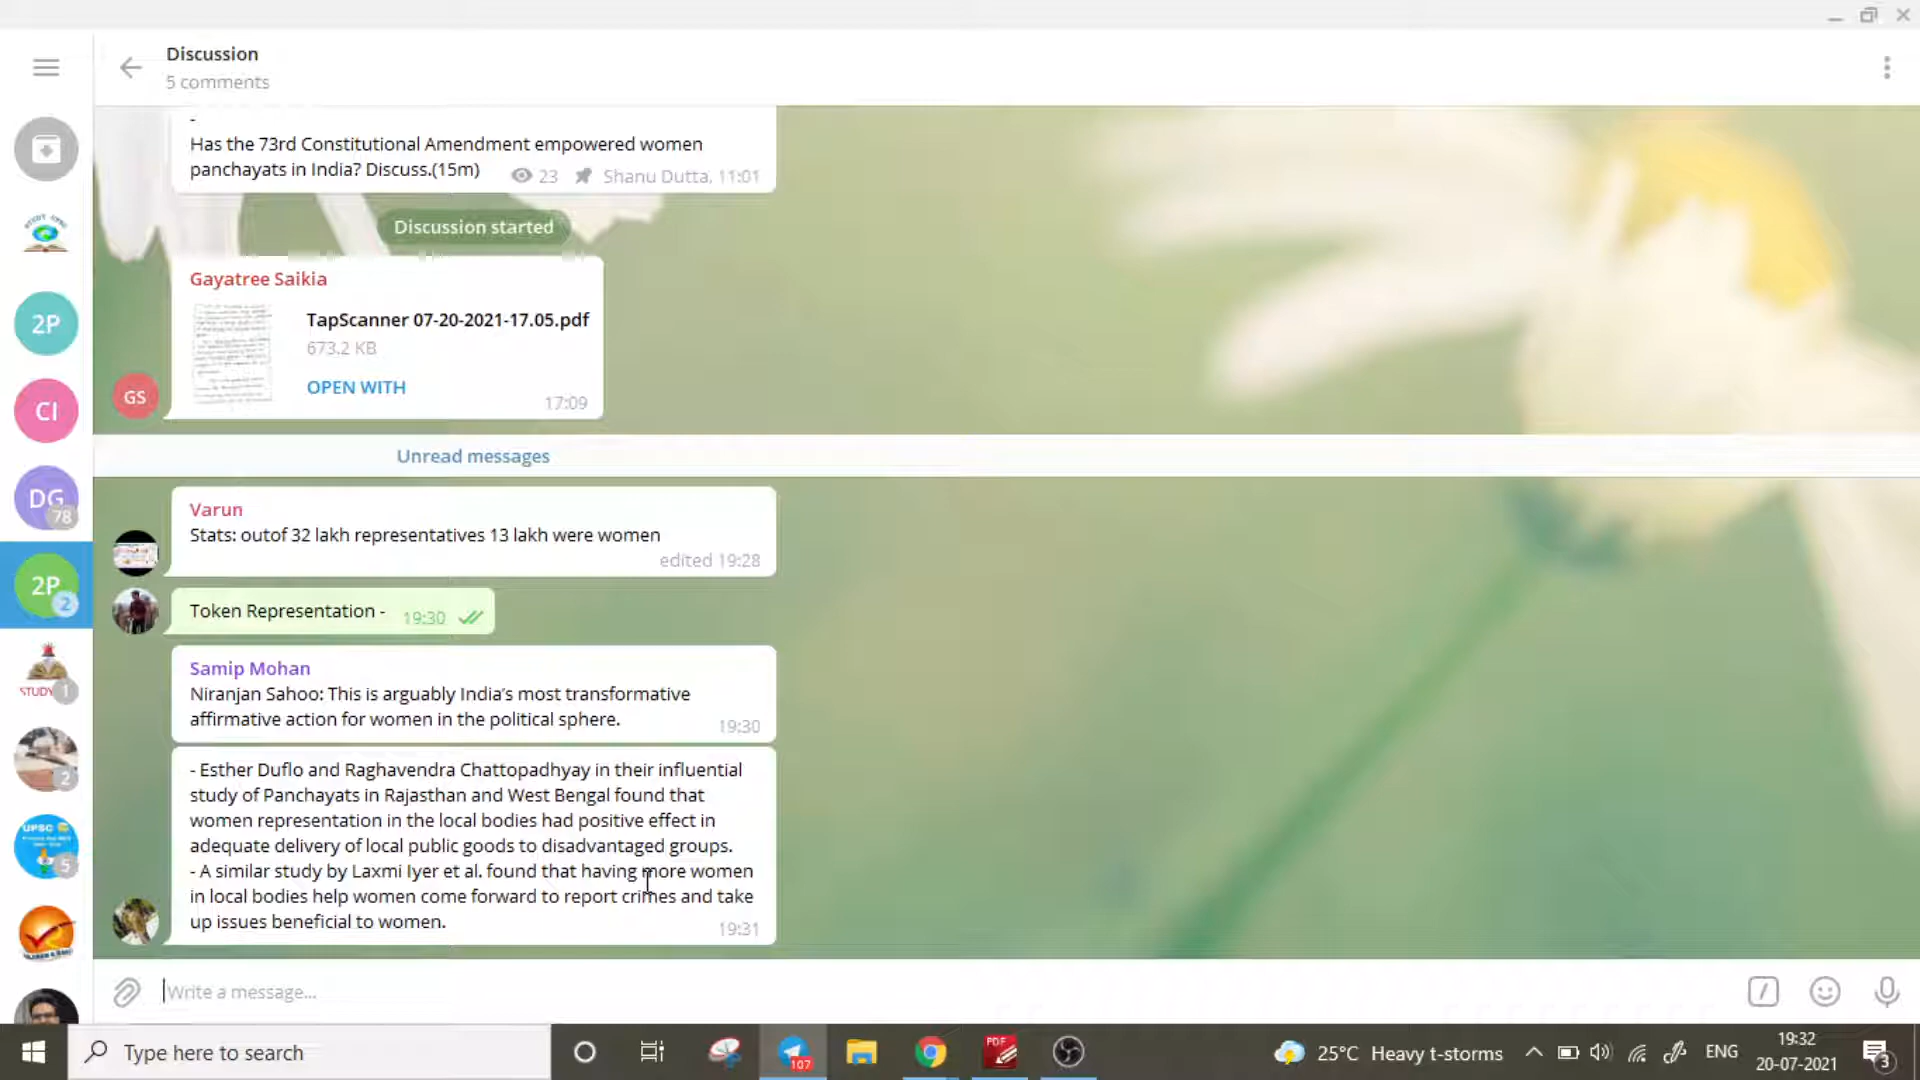 Discussion
5 comments
-
Has the 73rd Constitutional Amendment empowered women
panchayats in India? Discuss.(15m)
23
Shanu Dutta, 11:01
Discussion started
Gayatree Saikia
TapScanner 07-20-2021-17.05.pdf
673.2 KB
OPEN WITH
17:09
GS
Unread messages
Varun
Stats: outof 32 lakh representatives 13 lakh were women
edited 19:28
Token Representation -
19:30
Samip Mohan
Niranjan Sahoo: This is arguably India's most transformative
affirmative action for women in the political sphere.
19:30
- Esther Duflo and Raghavendra Chattopadhyay in their influential
study of Panchayats in Rajasthan and West Bengal found that
women representation in the local bodies had positive effect in
adequate delivery of local public goods to disadvantaged groups.
- A similar study by Laxmi Iyer et al. found that having more women
in local bodies help women come forward to report crimes and take
up issues beneficial to women.
19:31
Write a message...
2P
CI
DG
78
2P
2
STUDY
1
2
UPSC
5
Type here to search
107
PDF
25°C Heavy t-storms
ENG
19:32
20-07-2021
3